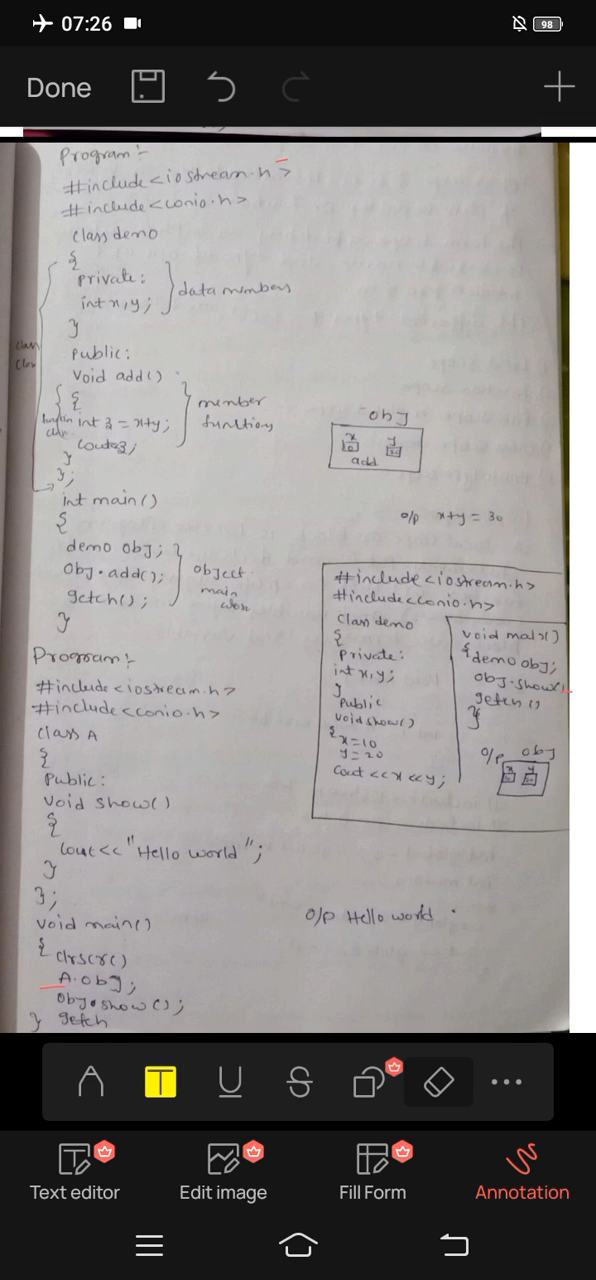 07:26
98
Done
Program:-
#include<iostream.h>
#include<conio.h>
class demo
{
private:
int x,y;
} data members
}
public:
void add()
{
int z = x+y;
cout<z;
} member
functions
}
};
class
function
int main()
{
demo obj;
obj.add();
getch();
} object
main
}
obj
x y
add
o/p x+y = 30
#include<iostream.h>
#include<conio.h>
class demo
{
private:
int x,y;
}
public
void show()
{
x=10
y=20
cout<<x<<y;
void main()
{ demo obj;
obj.show()
getch()
}
o/p obj
x y
Program:-
#include<iostream.h>
#include<conio.h>
class A
{
public:
void show()
{
cout<<"Hello world";
}
};
void main()
{
clrscr()
A.obj;
obj.show();
} getch
o/p Hello world
T
U
S
Text editor
Edit image
Fill Form
Annotation